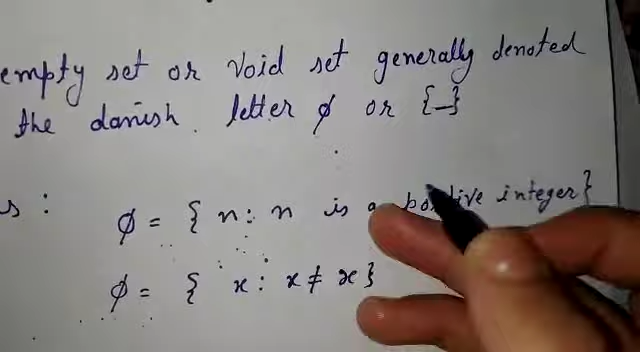 empty set or void set generally denoted
the danish letter ϕ or {_}
s : ϕ = { n : n is a positive integer}
ϕ = { x : x ≠ x}